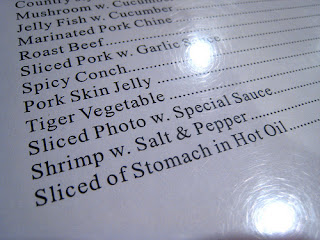 Country
Mushroom w. Cucumber
Jelly Fish w. Cucumber
Marinated Pork Chine
Roast Beef
Sliced Pork w. Garlic Sauce
Spicy Conch
Pork Skin Jelly
Tiger Vegetable
Sliced Photo w. Special Sauce
Shrimp w. Salt & Pepper
Sliced of Stomach in Hot Oil